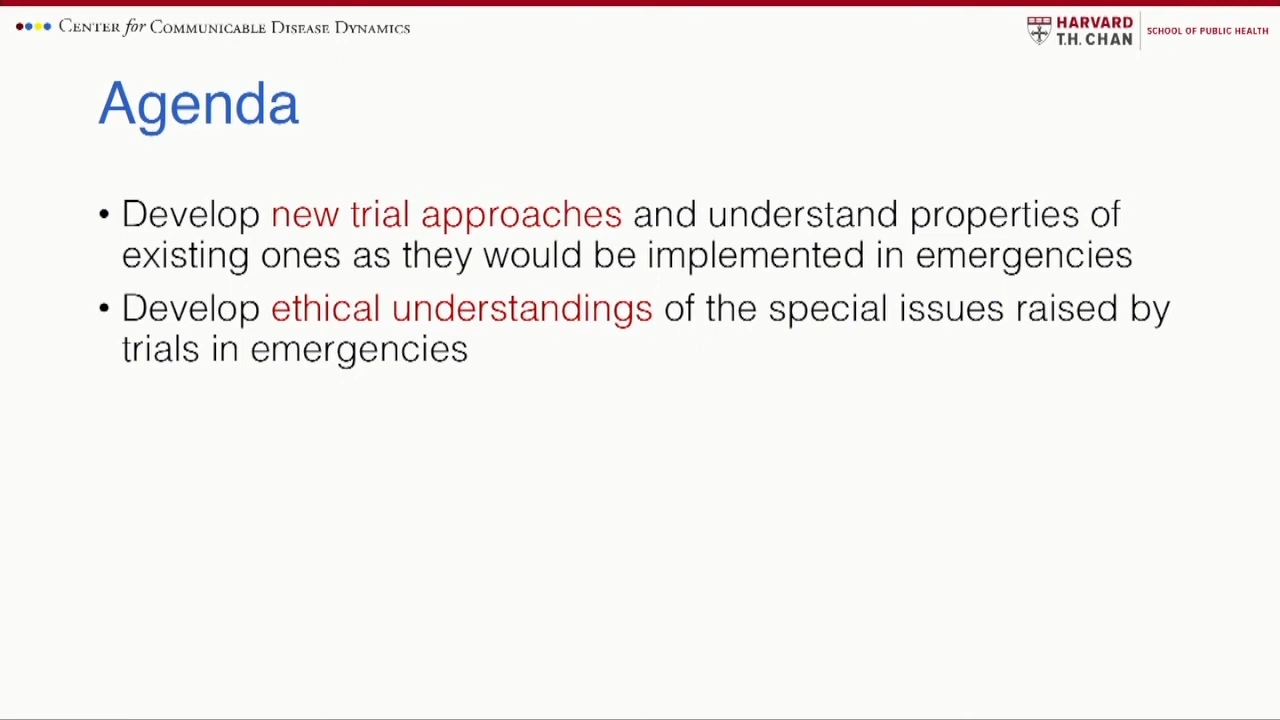 CENTER for COMMUNICABLE DISEASE DYNAMICS
HARVARD
T.H. CHAN
SCHOOL OF PUBLIC HEALTH
Agenda
• Develop new trial approaches and understand properties of
existing ones as they would be implemented in emergencies
• Develop ethical understandings of the special issues raised by
trials in emergencies